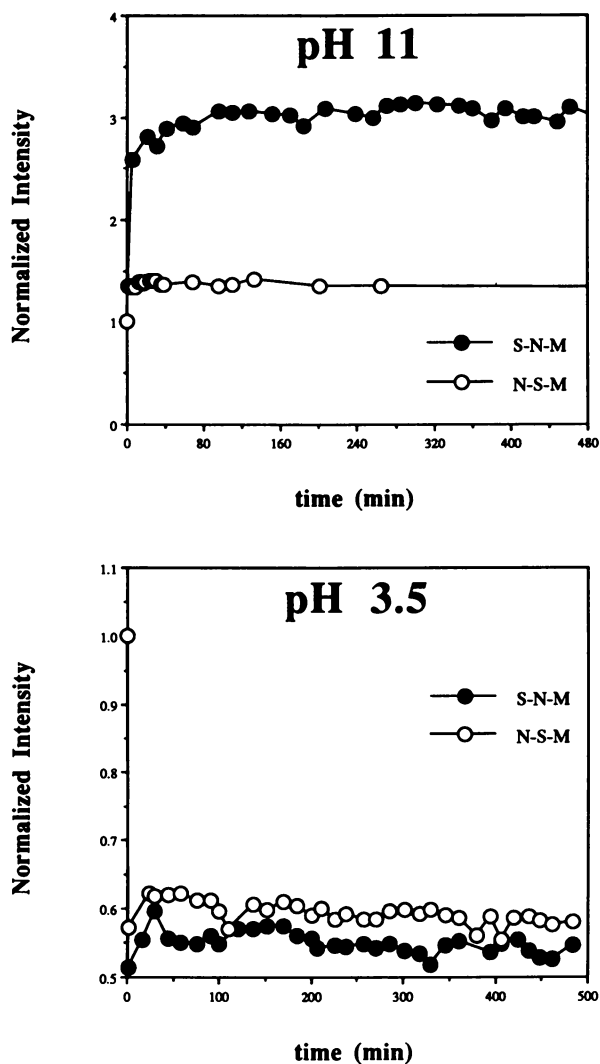 pH 11
Normalized Intensity
4
3
2
1
0
S-N-M
N-S-M
0 80 160 240 320 400 480
time (min)
pH 3.5
Normalized Intensity
1.1
1.0
0.9
0.8
0.7
0.6
0.5
S-N-M
N-S-M
0 100 200 300 400 500
time (min)